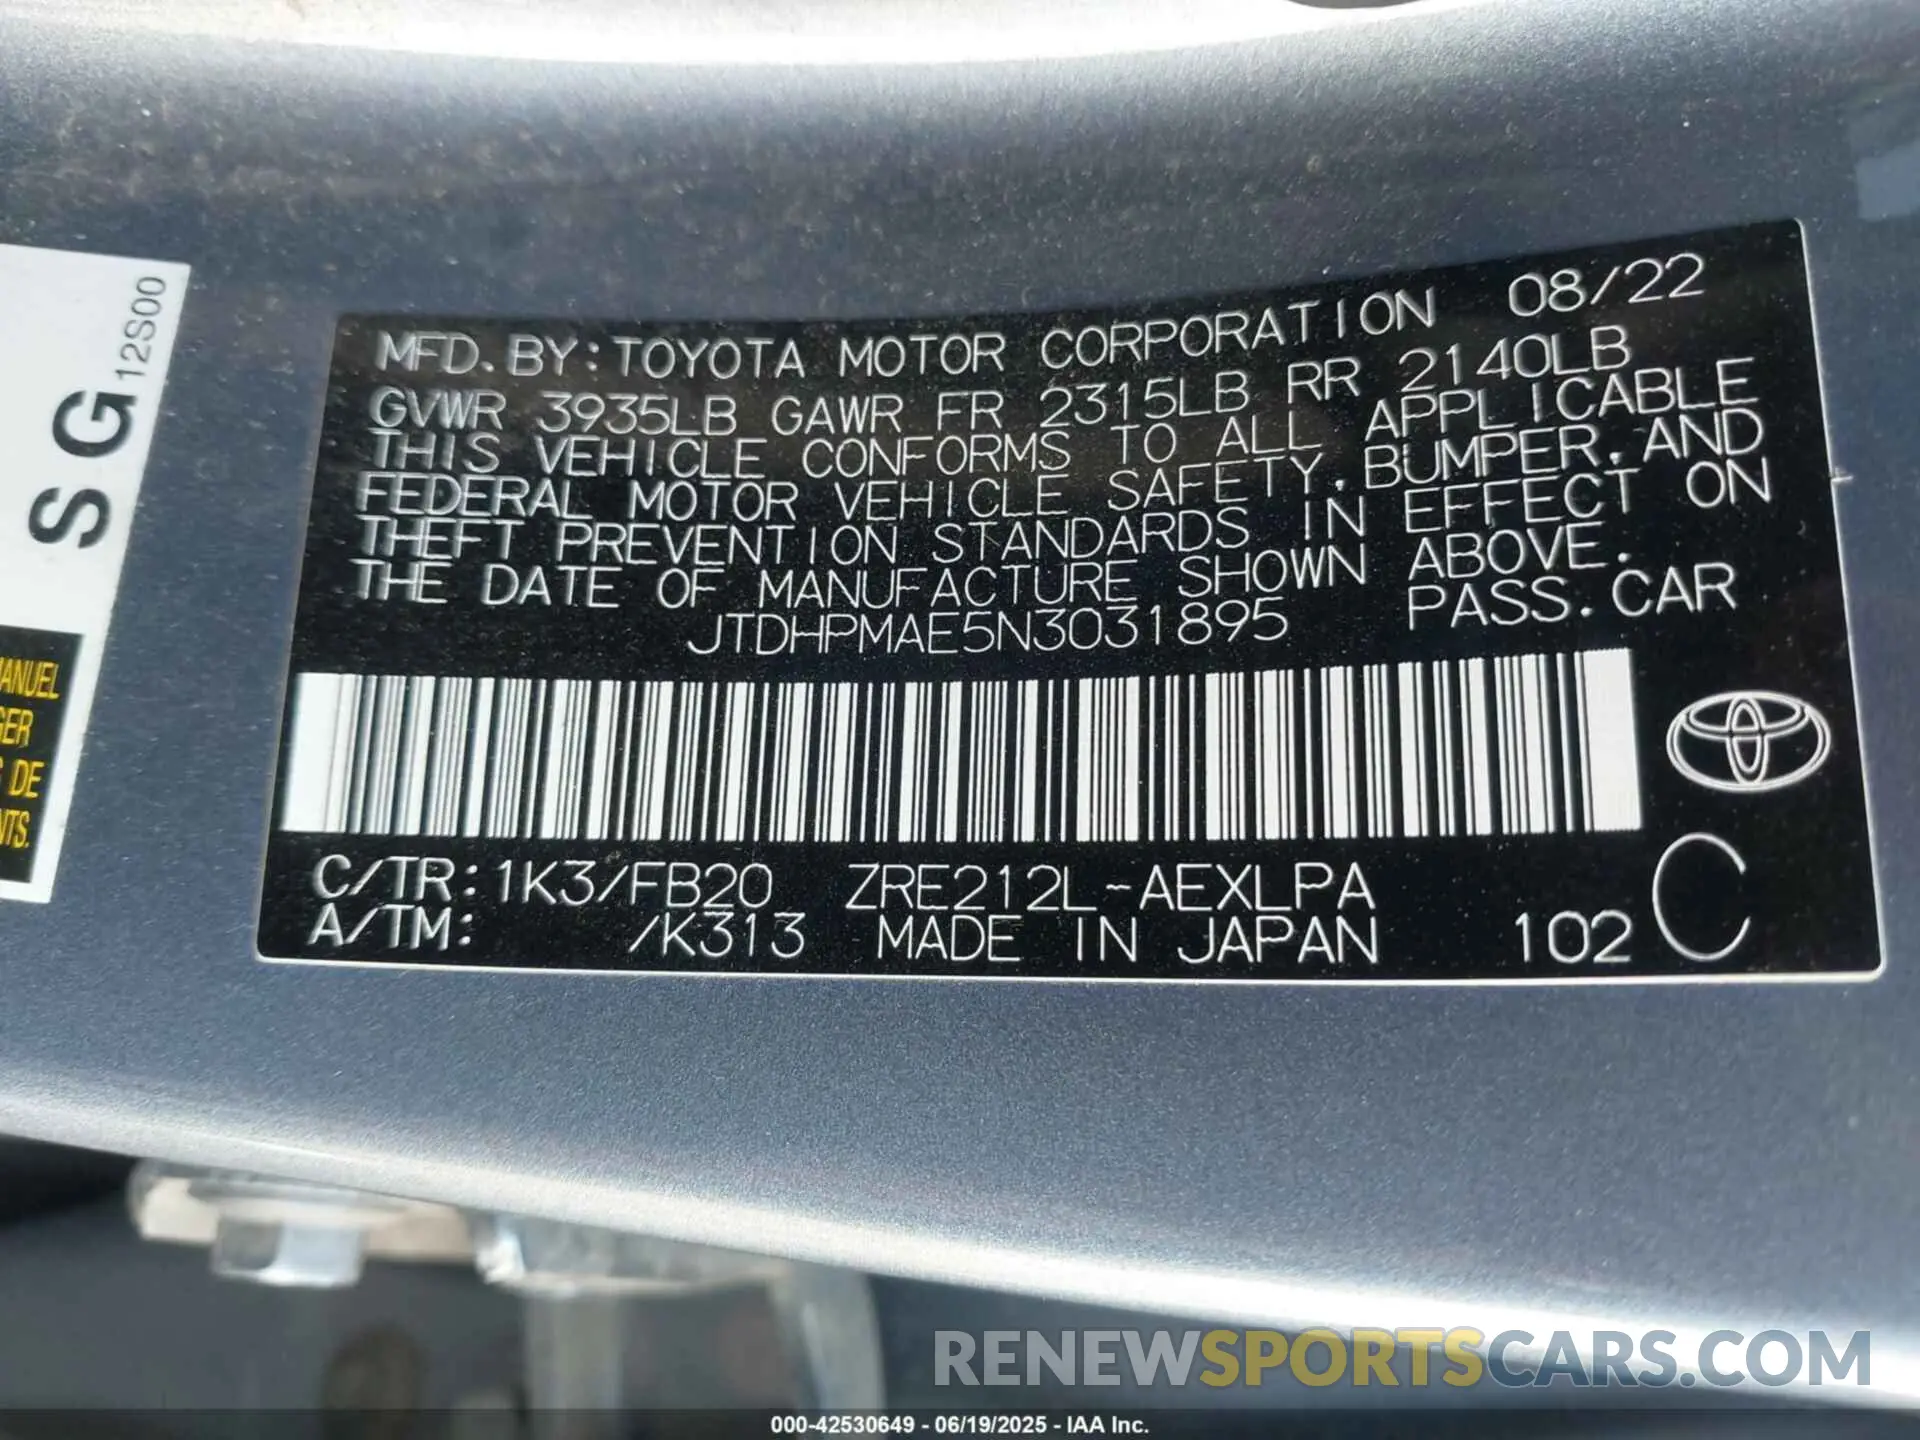 MFD. BY: TOYOTA MOTOR CORPORATION 08/22
GVWR 3935LB GAWR FR 2315LB RR 2140LB
THIS VEHICLE CONFORMS TO ALL APPLICABLE
FEDERAL MOTOR VEHICLE SAFETY, BUMPER, AND
THEFT PREVENTION STANDARDS IN EFFECT ON
THE DATE OF MANUFACTURE SHOWN ABOVE.
JTDHPMAE5N3031895 PASS. CAR
C/TR: 1K3/FB20 ZRE212L-AEXLPA
A/TM: /K313 MADE IN JAPAN 102 C
SG 12S00
MANUEL
DE
RENEWSPORTSCARS.COM
000-42530649 - 06/19/2025 - IAA Inc.